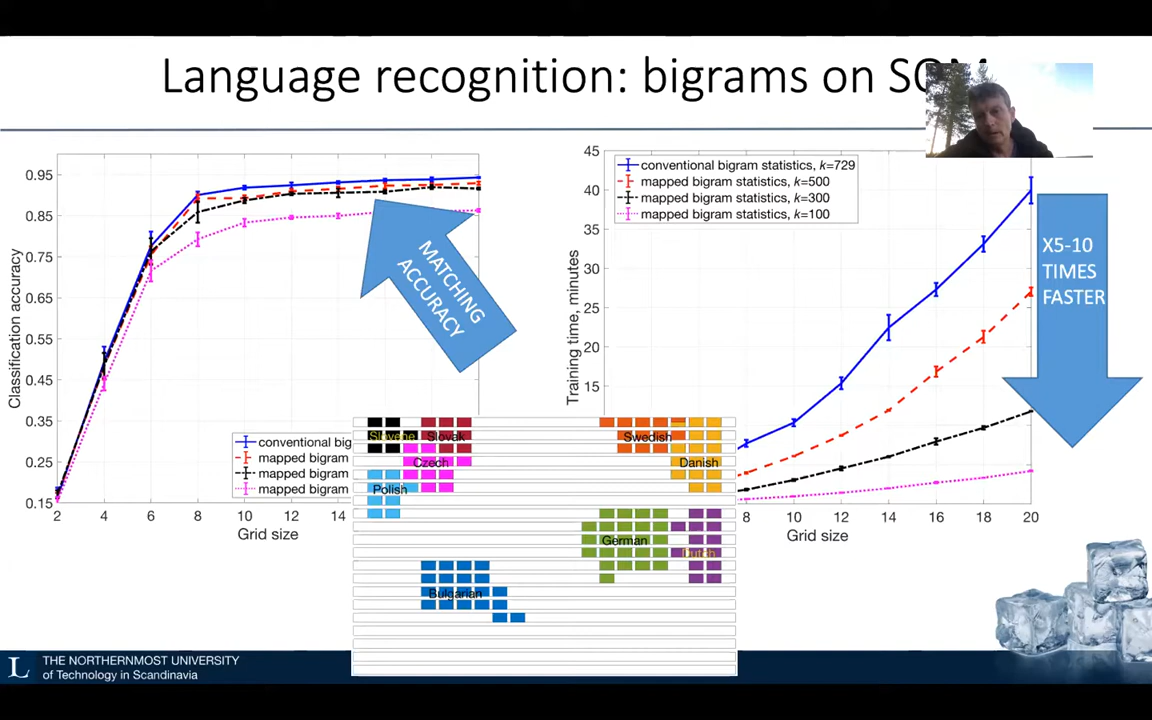 Language recognition: bigrams on SOM
0.95
0.85
0.75
0.65
0.55
0.45
0.35
0.25
0.15
Classification accuracy
2
4
6
8
10
12
14
Grid size
conventional big
mapped bigram
mapped bigram
mapped bigram
MATCHING
ACCURACY
45
40
35
30
25
20
15
Training time, minutes
conventional bigram statistics, k=729
mapped bigram statistics, k=500
mapped bigram statistics, k=300
mapped bigram statistics, k=100
8
10
12
14
16
18
20
Grid size
X5-10
TIMES
FASTER
Slovene
Slovak
Czech
Polish
Swedish
Danish
German
Dutch
Bulgarian
L
THE NORTHERNMOST UNIVERSITY
of Technology in Scandinavia